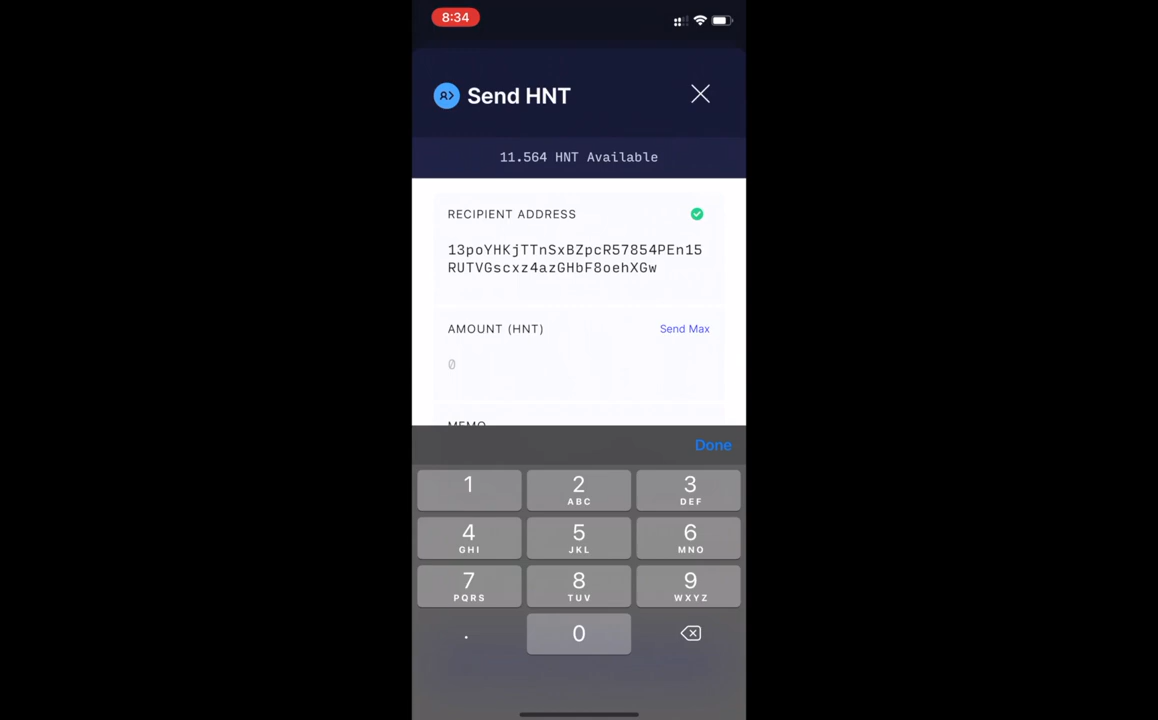 8:34
Send HNT
11.564 HNT Available
RECIPIENT ADDRESS
13poYHKjTTnSxBZpcR57854PEn15
RUTVGscxz4azGHbF8oehXGw
AMOUNT (HNT) Send Max
0
MEMO
Done
1 2 3
ABC DEF
4 5 6
GHI JKL MNO
7 8 9
PQRS TUV WXYZ
. 0